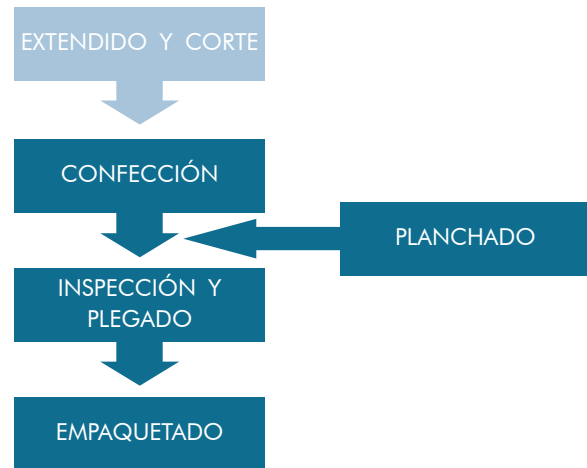 EXTENDIDO Y CORTE
CONFECCIÓN
PLANCHADO
INSPECCIÓN Y
PLEGADO
EMPAQUETADO